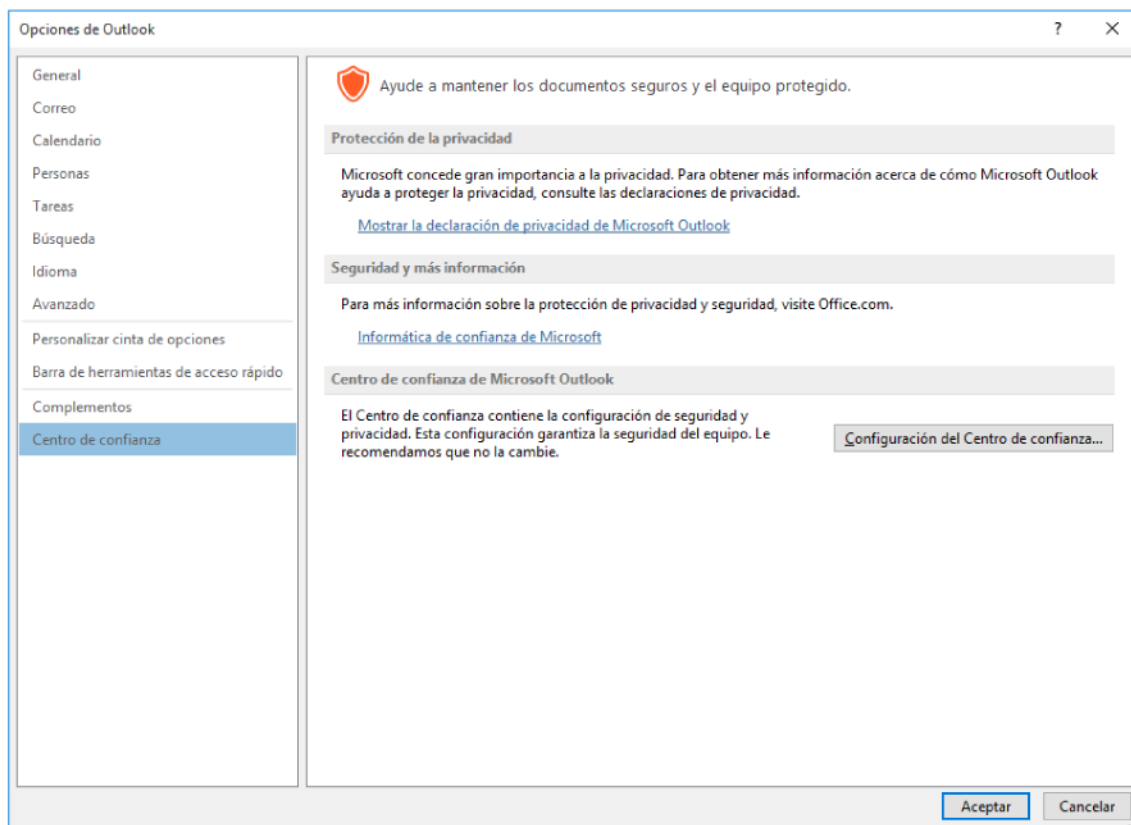 Opciones de Outlook
?
General
Correo
Calendario
Personas
Tareas
Búsqueda
Idioma
Avanzado
Personalizar cinta de opciones
Barra de herramientas de acceso rápido
Complementos
Centro de confianza
Ayude a mantener los documentos seguros y el equipo protegido.
Protección de la privacidad
Microsoft concede gran importancia a la privacidad. Para obtener más información acerca de cómo Microsoft Outlook
ayuda a proteger la privacidad, consulte las declaraciones de privacidad.
Mostrar la declaración de privacidad de Microsoft Outlook
Seguridad y más información
Para más información sobre la protección de privacidad y seguridad, visite Office.com.
Informática de confianza de Microsoft
Centro de confianza de Microsoft Outlook
El Centro de confianza contiene la configuración de seguridad y
privacidad. Esta configuración garantiza la seguridad del equipo. Le
recomendamos que no la cambie.
Configuración del Centro de confianza...
Aceptar
Cancelar